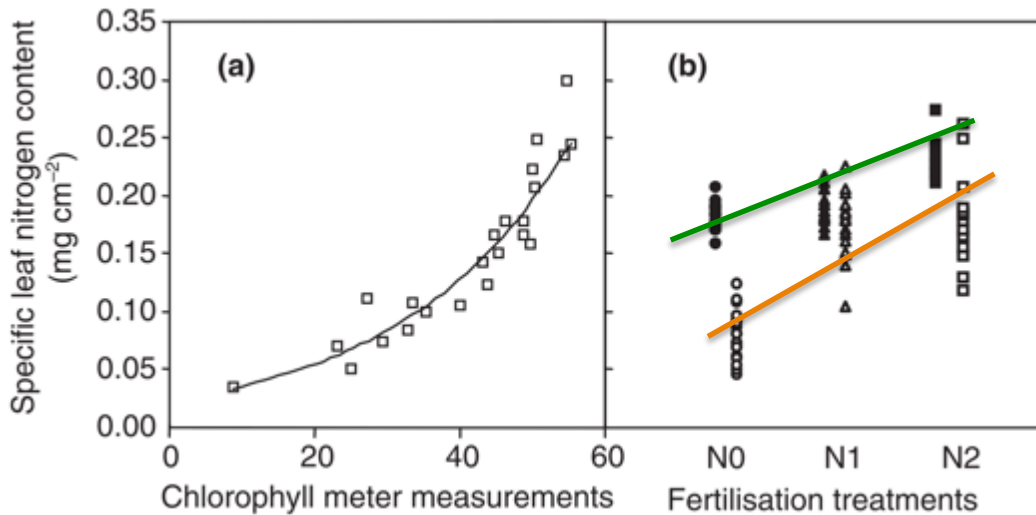 Specific leaf nitrogen content
(mg cm⁻²)
0.35
0.30
0.25
0.20
0.15
0.10
0.05
0.00
(a)
(b)
0
20
40
60
N0
N1
N2
Chlorophyll meter measurements
Fertilisation treatments